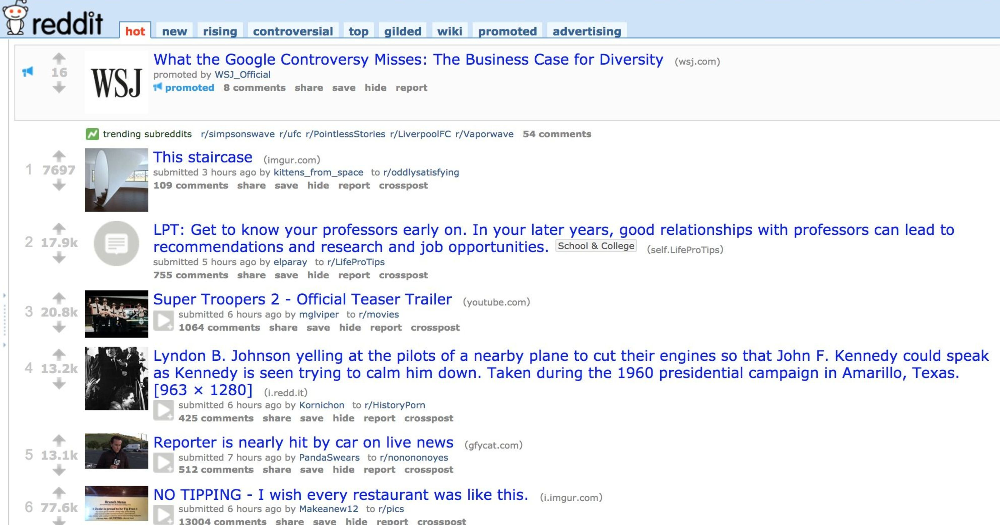 reddit hot new rising controversial top gilded wiki promoted advertising
What the Google Controversy Misses: The Business Case for Diversity (wsj.com)
16
WSJ
promoted by WSJ_Official
promoted 8 comments share save hide report
trending subreddits r/simpsonswave r/ufc r/PointlessStories r/LiverpoolFC r/Vaporwave 54 comments
This staircase (imgur.com)
1 7697
submitted 3 hours ago by kittens_from_space to r/oddlysatisfying
109 comments share save hide report crosspost
LPT: Get to know your professors early on. In your later years, good relationships with professors can lead to
2 17.9k
recommendations and research and job opportunities. School & College (self.LifeProTips)
submitted 5 hours ago by elparay to r/LifeProTips
755 comments share save hide report crosspost
Super Troopers 2 - Official Teaser Trailer (youtube.com)
3 20.8k
submitted 6 hours ago by mglviper to r/movies
1064 comments share save hide report crosspost
Lyndon B. Johnson yelling at the pilots of a nearby plane to cut their engines so that John F. Kennedy could speak
4 13.2k
as Kennedy is seen trying to calm him down. Taken during the 1960 presidential campaign in Amarillo, Texas.
[963 × 1280] (i.redd.it)
submitted 6 hours ago by Kornichon to r/HistoryPorn
425 comments share save hide report crosspost
Reporter is nearly hit by car on live news (gfycat.com)
5 13.1k
submitted 7 hours ago by PandaSwears to r/nonononoyes
512 comments share save hide report crosspost
NO TIPPING - I wish every restaurant was like this. (i.imgur.com)
6 77.6k
Brunch Menu
+Zazie is proud to be Tip Free+
submitted 6 hours ago by Makeanew12 to r/pics
13004 comments share save hide report crosspost